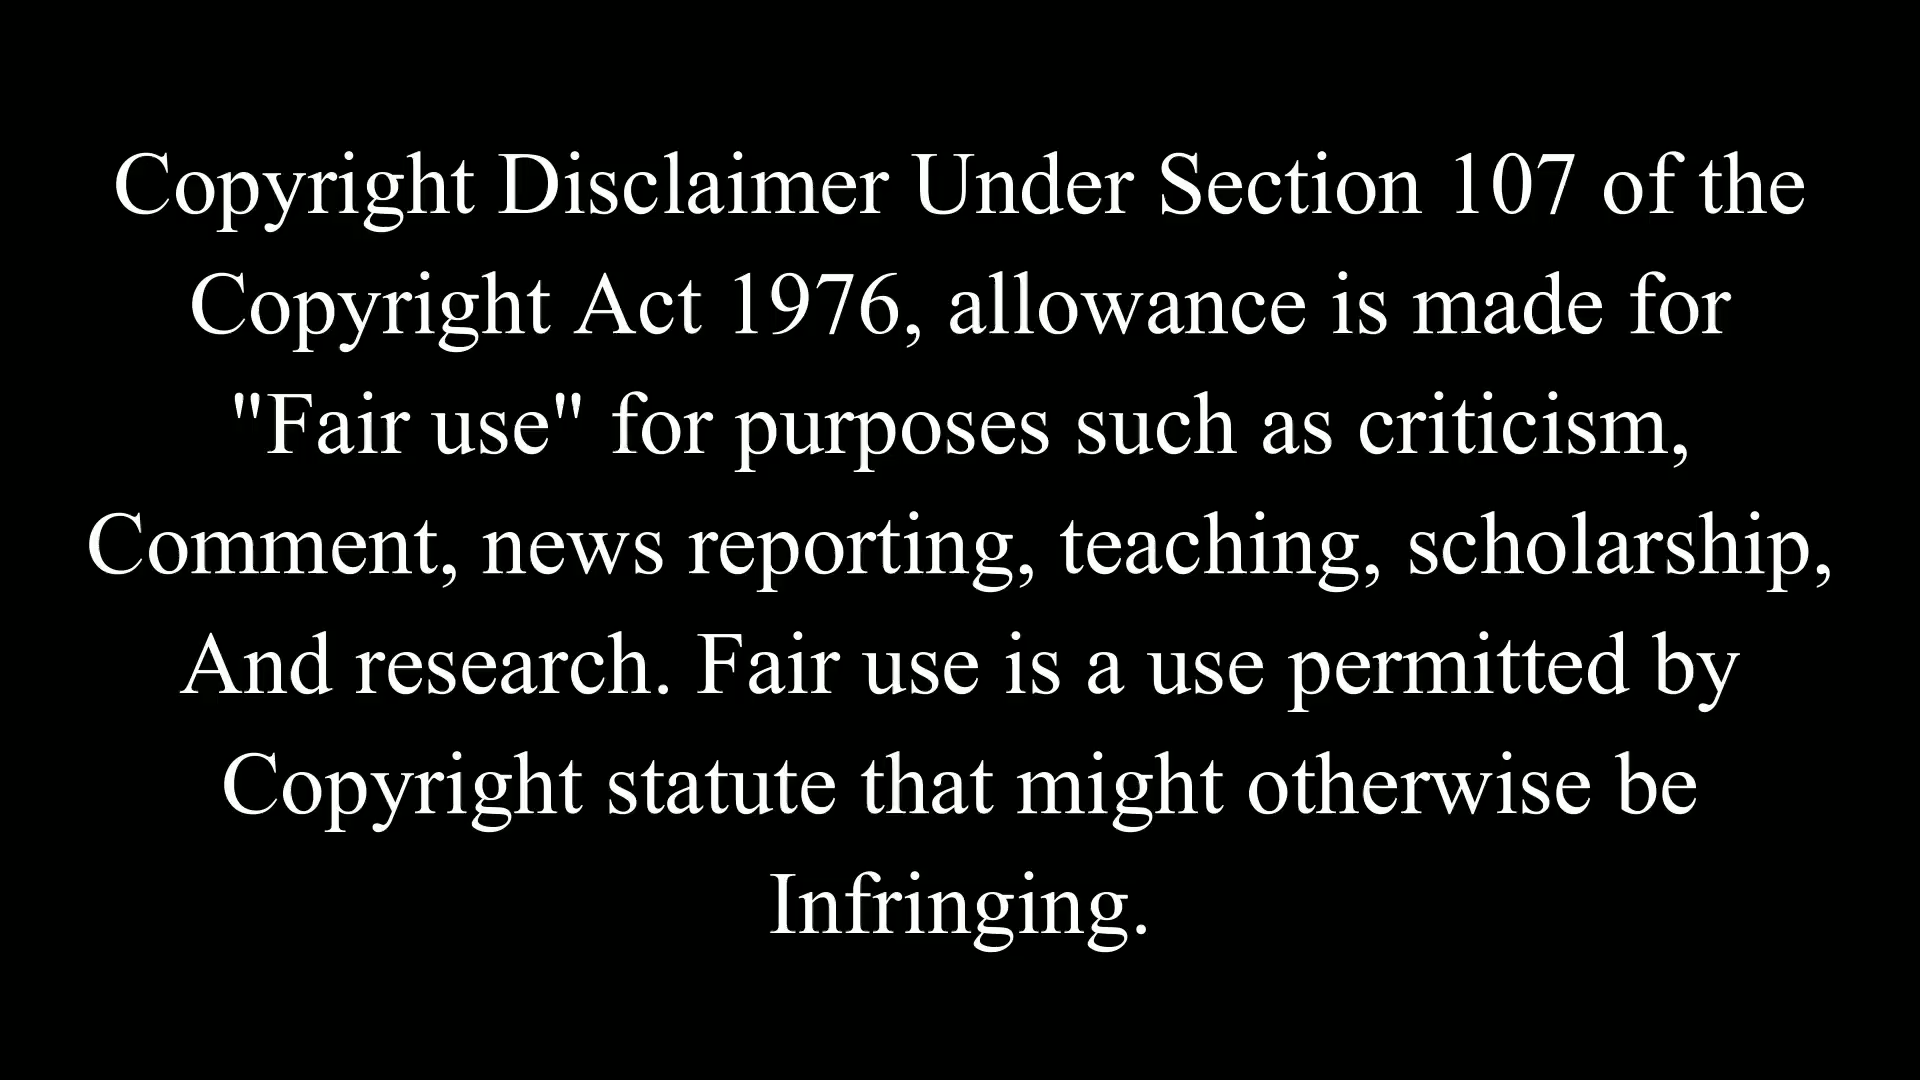 Copyright Disclaimer Under Section 107 of the
Copyright Act 1976, allowance is made for
"Fair use" for purposes such as criticism,
Comment, news reporting, teaching, scholarship,
And research. Fair use is a use permitted by
Copyright statute that might otherwise be
Infringing.